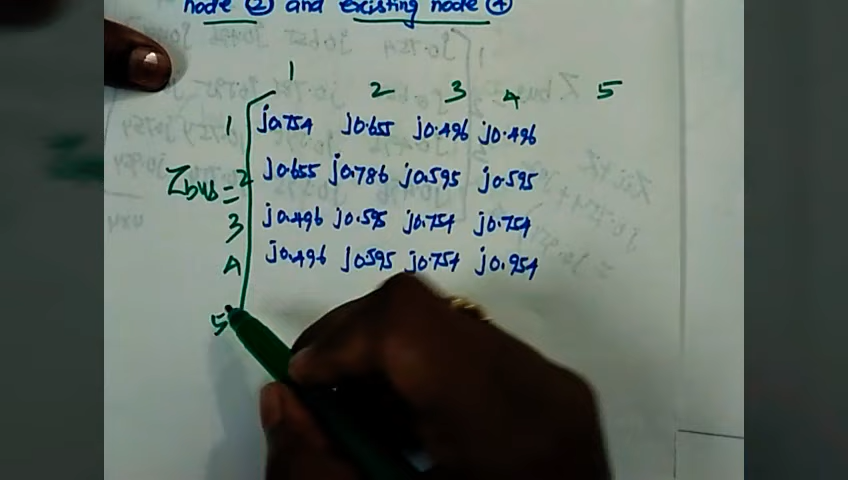 node ② and existing node ④
1 2 3 4 5
1 j0.754 j0.655 j0.496 j0.496
Zbus = 2 j0.655 j0.786 j0.595 j0.595
3 j0.496 j0.595 j0.754 j0.754
4 j0.496 j0.595 j0.754 j0.954
5